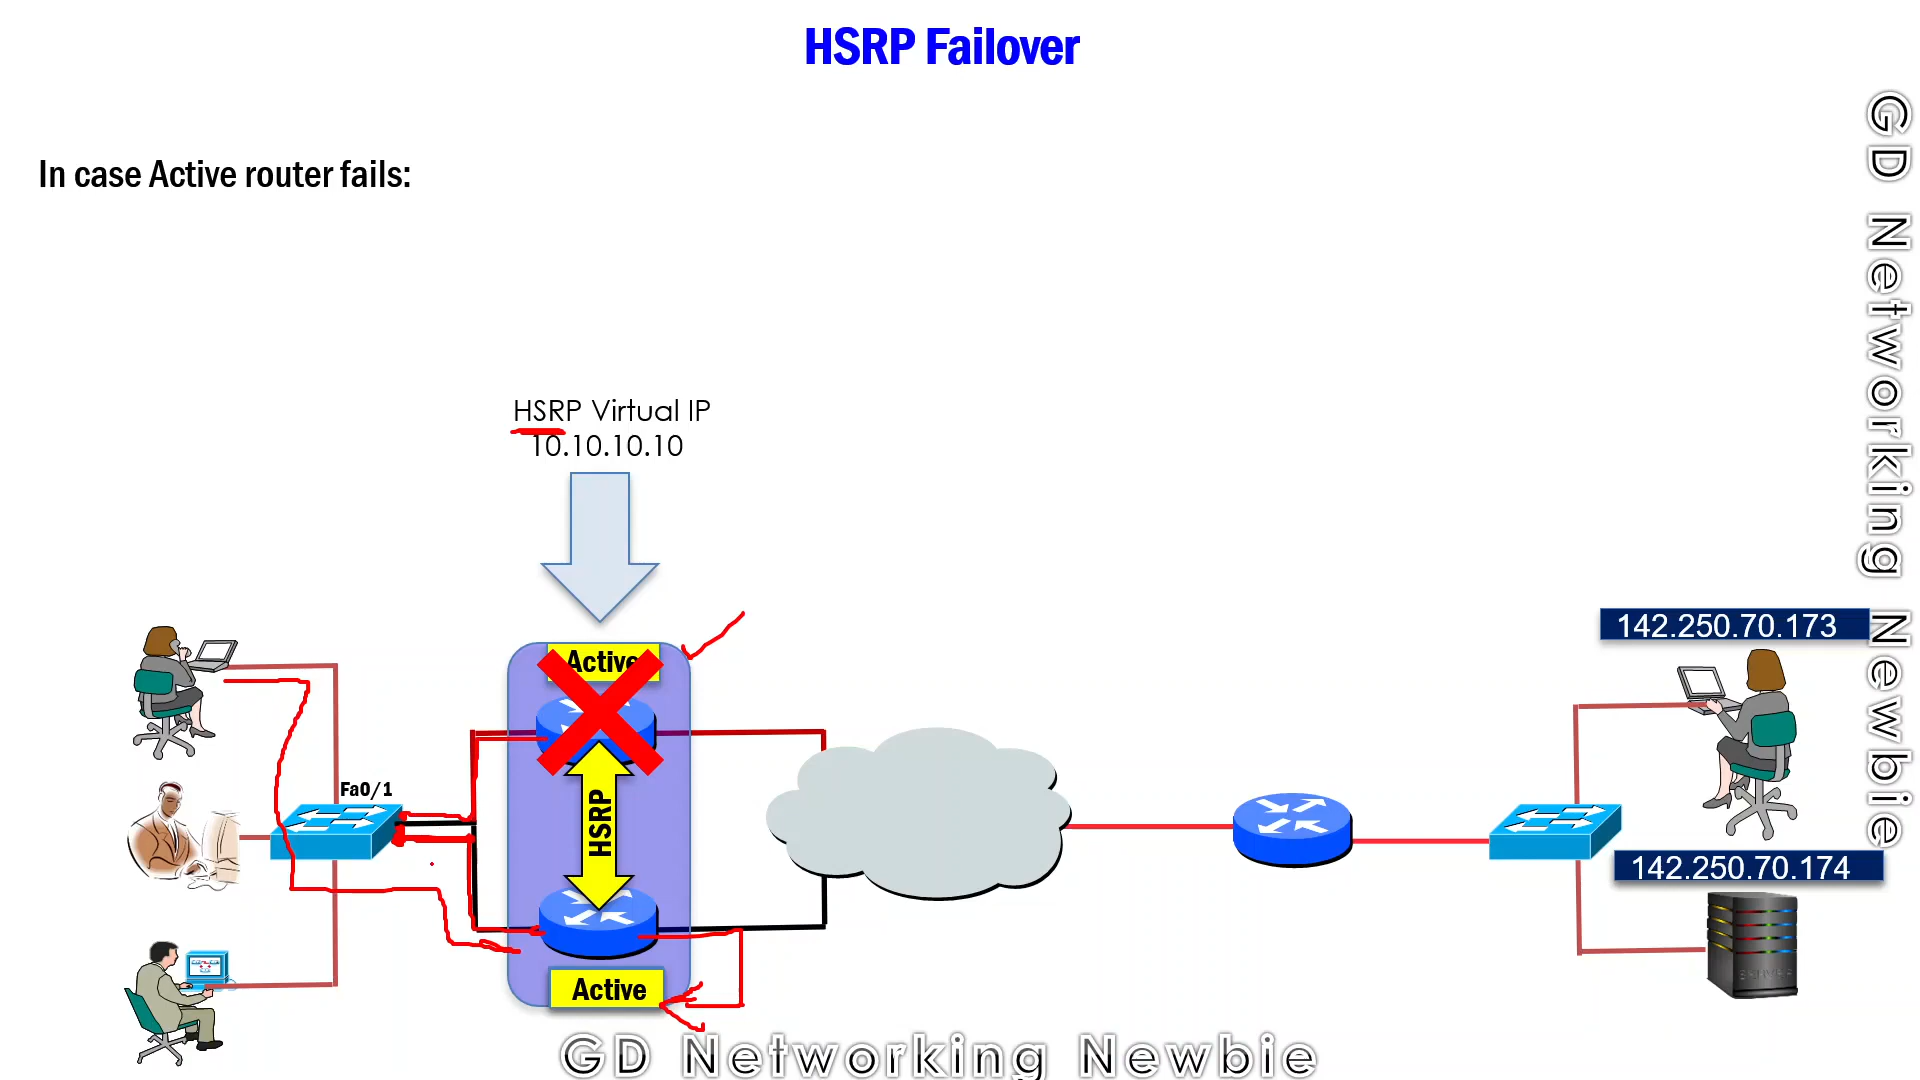 HSRP Failover
In case Active router fails:
HSRP Virtual IP
10.10.10.10
Active
Fa0/1
HSRP
Active
142.250.70.173
142.250.70.174
GD Networking Newbie
GD Networking Newbie